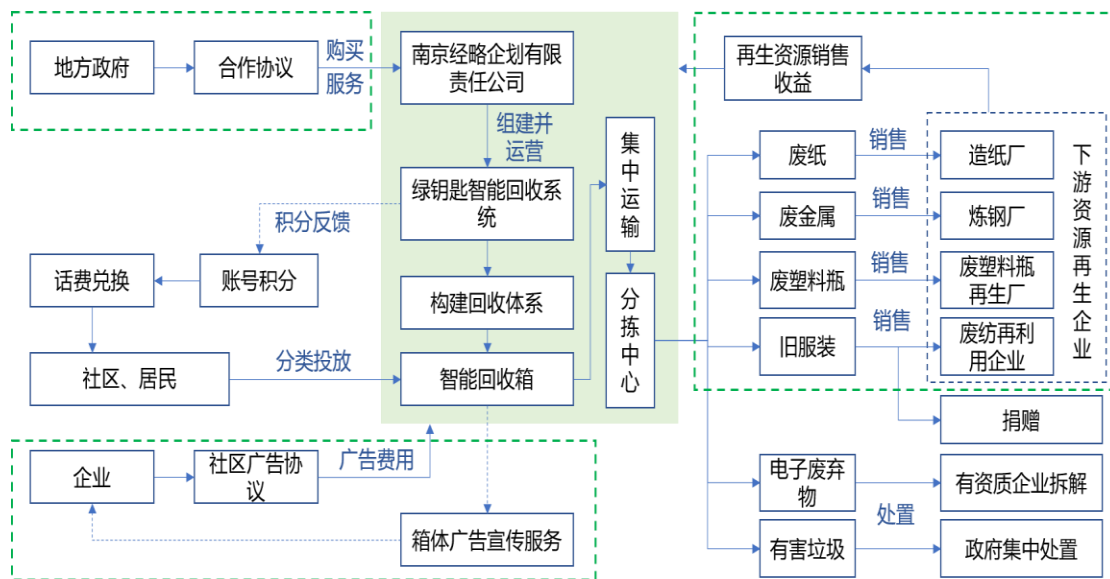 地方政府
合作协议
购买
服务
南京经略企划有限
责任公司
组建并
运营
绿钥匙智能回收系
统
积分反馈
账号积分
话费兑换
社区、居民
分类投放
构建回收体系
智能回收箱
集中运输
分拣中心
企业
社区广告协
议
广告费用
箱体广告宣传服务
再生资源销售
收益
废纸
销售
造纸厂
废金属
销售
炼钢厂
废塑料瓶
销售
废塑料瓶
再生厂
旧服装
销售
废纺再利
用企业
下游资源再生企业
捐赠
电子废弃
物
有资质企业拆解
处置
有害垃圾
政府集中处置